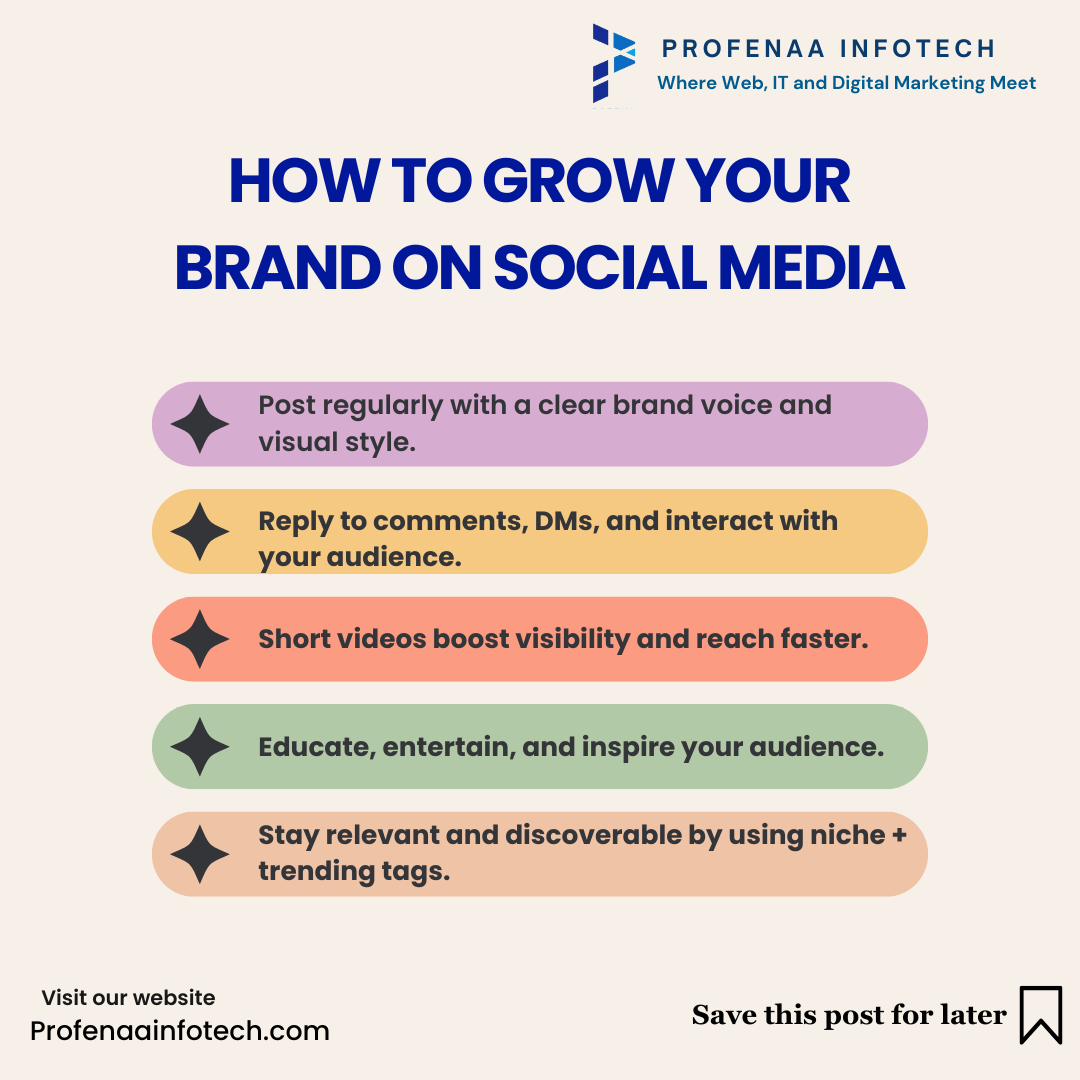 PROFENAA INFOTECH
Where Web, IT and Digital Marketing Meet
HOW TO GROW YOUR
BRAND ON SOCIAL MEDIA
Post regularly with a clear brand voice and
visual style.
Reply to comments, DMs, and interact with
your audience.
Short videos boost visibility and reach faster.
Educate, entertain, and inspire your audience.
Stay relevant and discoverable by using niche +
trending tags.
Visit our website
Profenaainfotech.com
Save this post for later